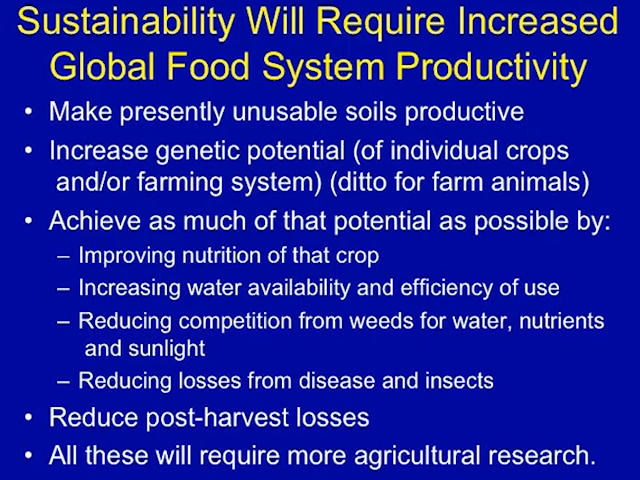 Sustainability Will Require Increased
Global Food System Productivity
• Make presently unusable soils productive
• Increase genetic potential (of individual crops
and/or farming system) (ditto for farm animals)
• Achieve as much of that potential as possible by:
– Improving nutrition of that crop
– Increasing water availability and efficiency of use
– Reducing competition from weeds for water, nutrients
and sunlight
– Reducing losses from disease and insects
• Reduce post-harvest losses
• All these will require more agricultural research.